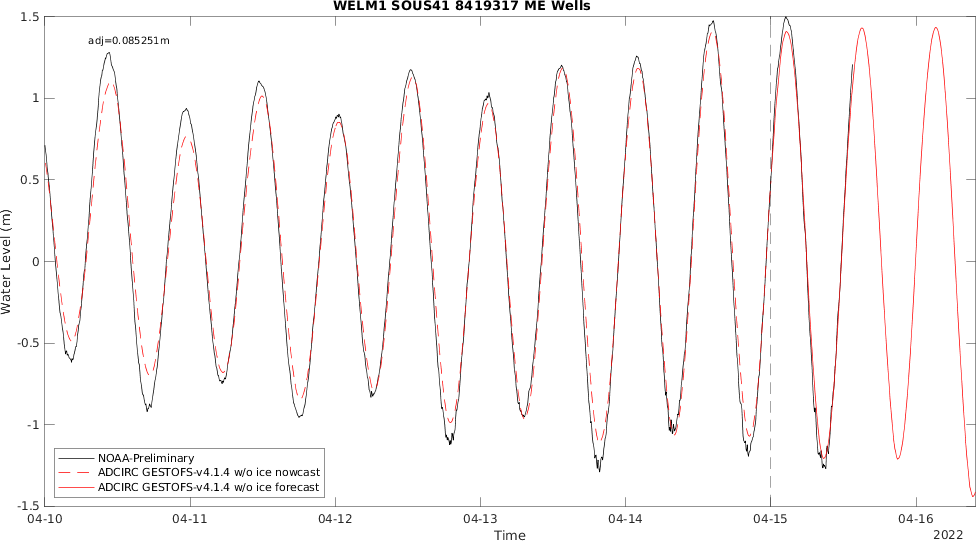 WELM1 SOUS41 8419317 ME Wells
adj=0.085251m
1.5
1
0.5
0
-0.5
-1
-1.5
Water Level (m)
NOAA-Preliminary
ADCIRC GESTOFS-v4.1.4 w/o ice nowcast
ADCIRC GESTOFS-v4.1.4 w/o ice forecast
04-10 04-11 04-12 04-13 04-14 04-15 04-16
Time
2022